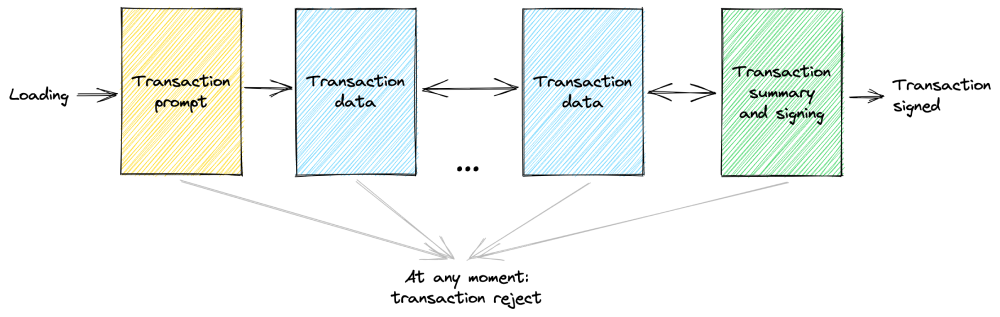 Loading
Transaction
prompt
Transaction
data
...
Transaction
data
Transaction
summary
and signing
Transaction
signed
At any moment:
transaction reject